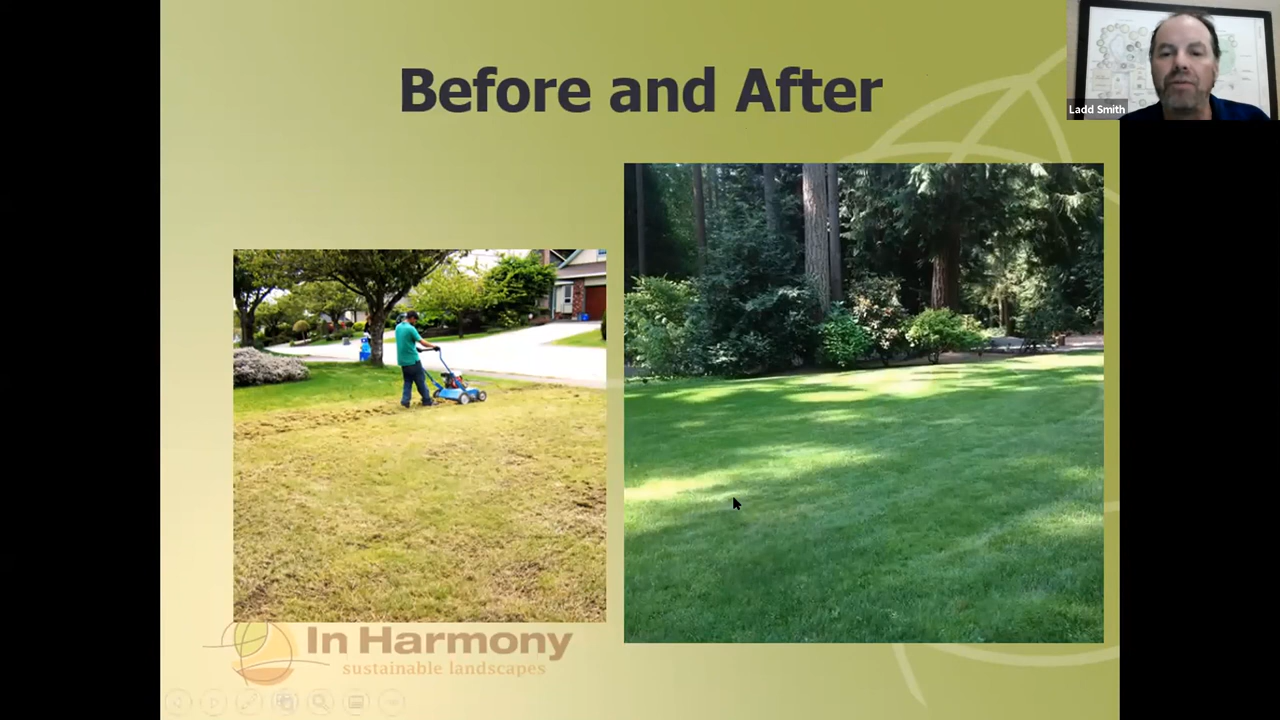 Before and After
Ladd Smith
In Harmony
sustainable landscapes